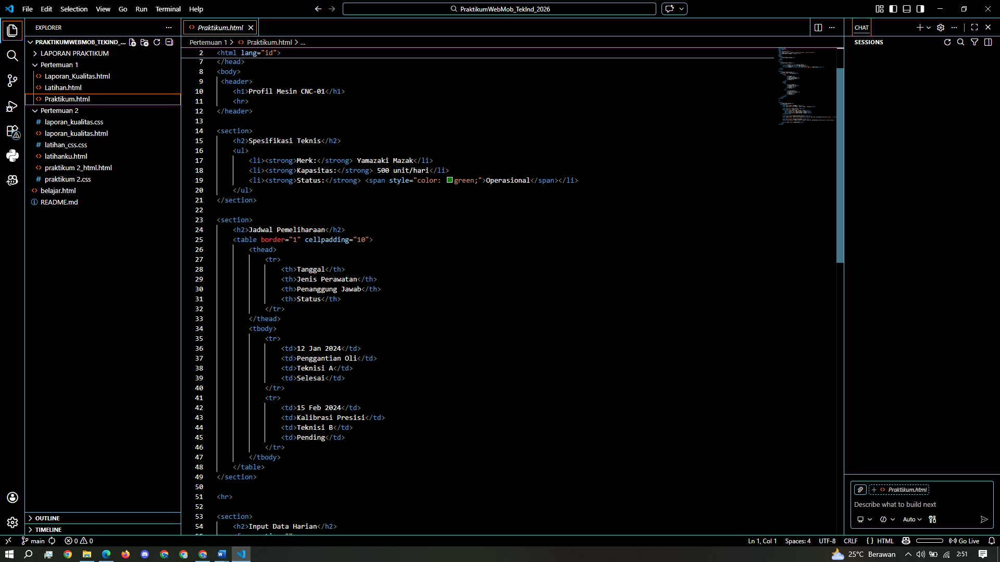 File Edit Selection View Go Run Terminal Help
PraktikumWebMob_TekInd_2026
EXPLORER
PRAKTIKUMWEBMOB_TEKIND_...
LAPORAN PRAKTIKUM
Pertemuan 1
Laporan_Kualitas.html
Latihan.html
Praktikum.html
Pertemuan 2
laporan_kualitas.css
laporan_kualitas.html
latihan_css.css
latihanku.html
praktikum 2_html.html
praktikum 2.css
belajar.html
README.md
OUTLINE
TIMELINE
Praktikum.html
Pertemuan 1 > Praktikum.html > ...
2 <html lang="id">
7 </head>
8 <body>
9 <header>
10 <h1>Profil Mesin CNC-01</h1>
11 <hr>
12 </header>
13
14 <section>
15 <h2>Spesifikasi Teknis</h2>
16 <ul>
17 <li><strong>Merk:</strong> Yamazaki Mazak</li>
18 <li><strong>Kapasitas:</strong> 500 unit/hari</li>
19 <li><strong>Status:</strong> <span style="color: green;">Operasional</span></li>
20 </ul>
21 </section>
22
23 <section>
24 <h2>Jadwal Pemeliharaan</h2>
25 <table border="1" cellpadding="10">
26 <thead>
27 <tr>
28 <th>Tanggal</th>
29 <th>Jenis Perawatan</th>
30 <th>Penanggung Jawab</th>
31 <th>Status</th>
32 </tr>
33 </thead>
34 <tbody>
35 <tr>
36 <td>12 Jan 2024</td>
37 <td>Penggantian Oli</td>
38 <td>Teknisi A</td>
39 <td>Selesai</td>
40 </tr>
41 <tr>
42 <td>15 Feb 2024</td>
43 <td>Kalibrasi Presisi</td>
44 <td>Teknisi B</td>
45 <td>Pending</td>
46 </tr>
47 </tbody>
48 </table>
49 </section>
50
51 <hr>
52
53 <section>
54 <h2>Input Data Harian</h2>
CHAT
SESSIONS
Praktikum.html
Describe what to build next
Auto
main 0 0
Ln 1, Col 1 Spaces: 4 UTF-8 CRLF { } HTML Go Live
25°C Berawan 2:51